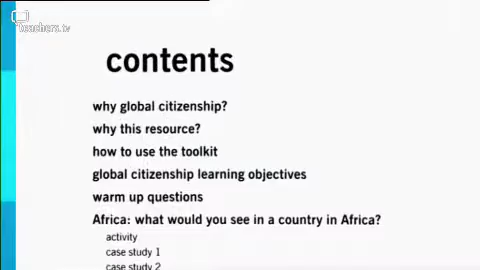 teachers.tv
contents
why global citizenship?
why this resource?
how to use the toolkit
global citizenship learning objectives
warm up questions
Africa: what would you see in a country in Africa?
activity
case study 1
case study 2